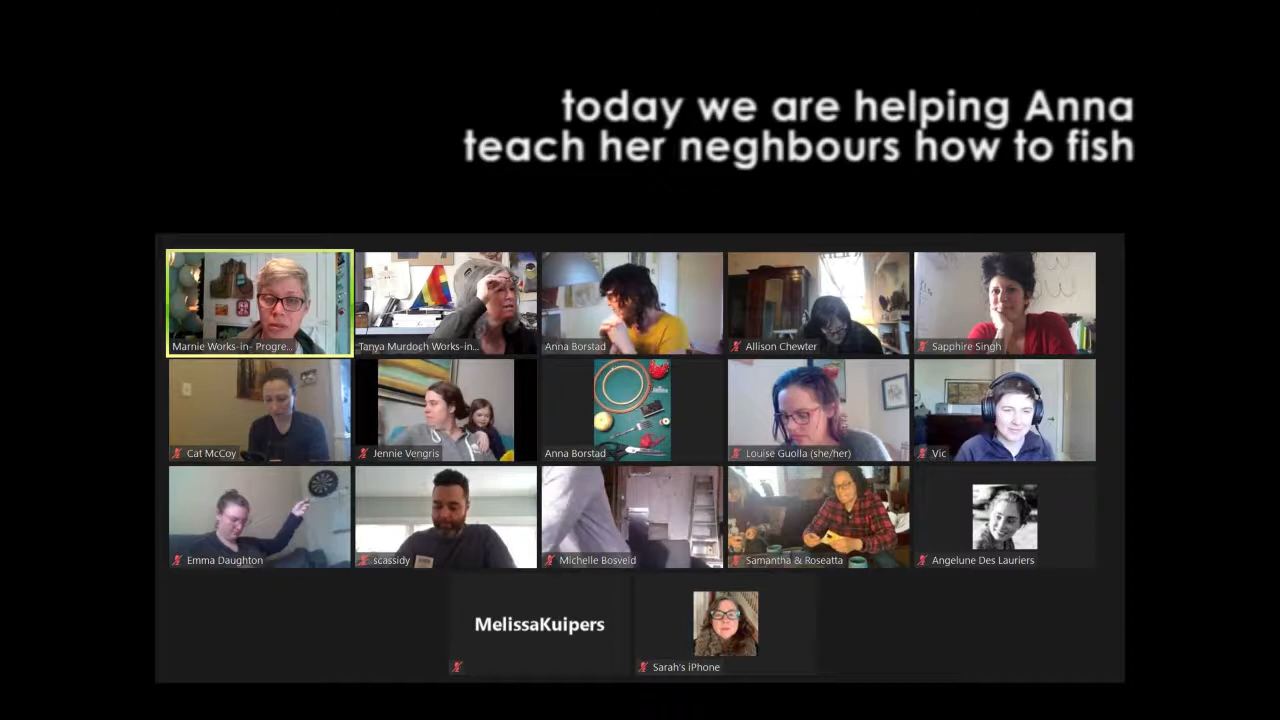 today we are helping Anna
teach her neghbours how to fish
Marnie Works-in- Progre...
Tanya Murdoch Works-in...
Anna Borstad
Allison Chewter
Sapphire Singh
Cat McCoy
Jennie Vengris
Anna Borstad
Louise Guolla (she/her)
Vic
Emma Daughton
scassidy
Michelle Bosveld
Samantha & Roseatta
Angelune Des Lauriers
MelissaKuipers
Sarah's iPhone